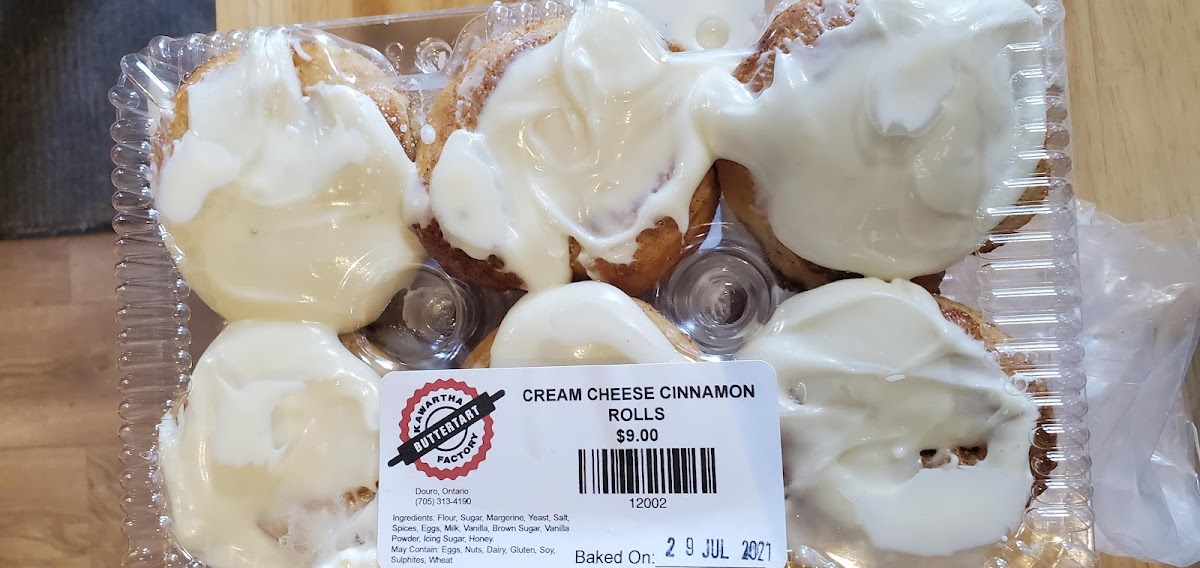 CREAM CHEESE CINNAMON
ROLLS
$9.00
12002
KAWARTHA
BUTTERTART
FACTORY
Douro, Ontario
(705) 313-4190
Ingredients: Flour, Sugar, Margerine, Yeast, Salt,
Spices, Eggs, Milk, Vanilla, Brown Sugar, Vanilla
Powder, Icing Sugar, Honey.
May Contain: Eggs, Nuts, Dairy, Gluten, Soy,
Sulphites, Wheat
Baked On: 29 JUL 2021